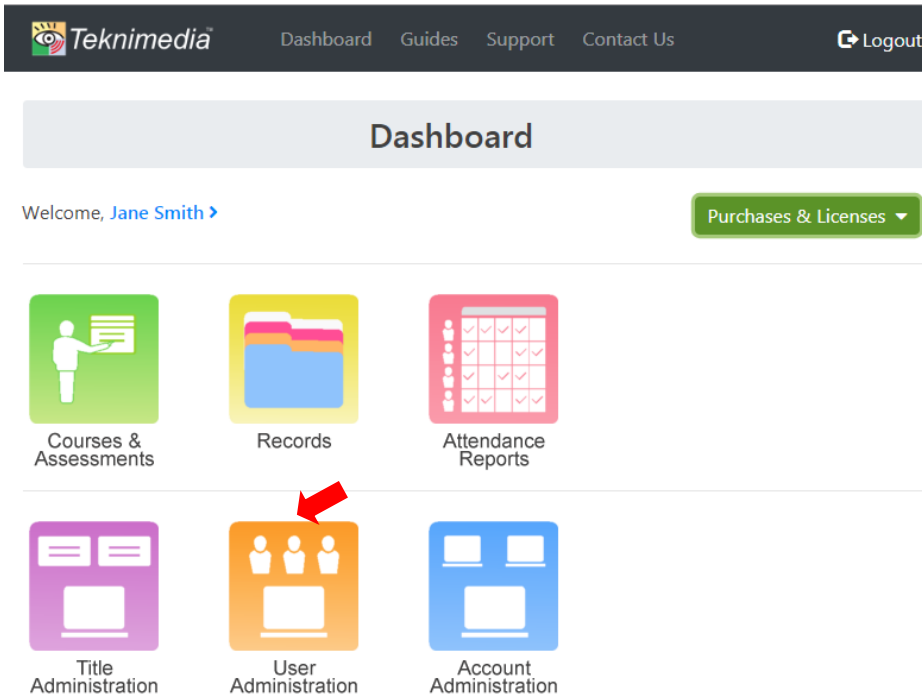 Teknimedia™ Dashboard Guides Support Contact Us Logout
Dashboard
Welcome, Jane Smith
Purchases & Licenses
Courses &
Assessments
Records
Attendance
Reports
Title
Administration
User
Administration
Account
Administration